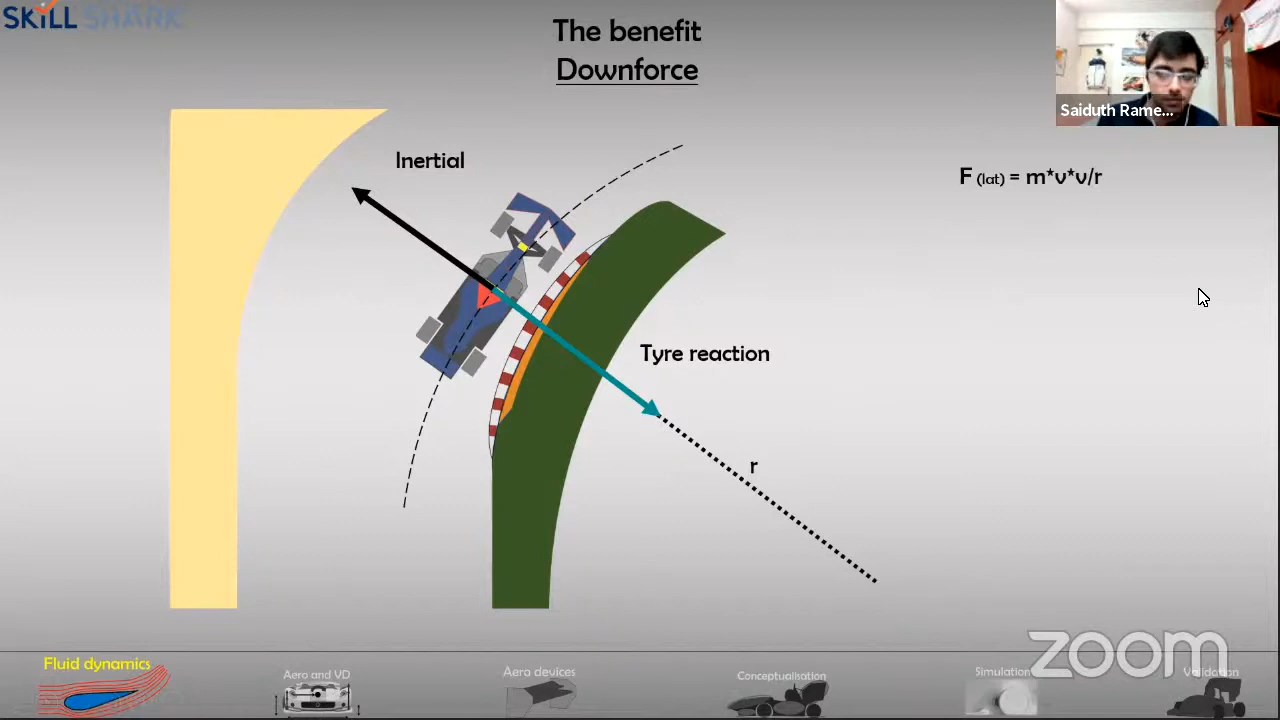 SKILL SHARK
The benefit
Downforce
Saiduth Rame...
Inertial
F (lat) = m*v*v/r
Tyre reaction
r
Fluid dynamics
Aero and VD
Aero devices
Conceptualisation
Simulation
Validation
zoom